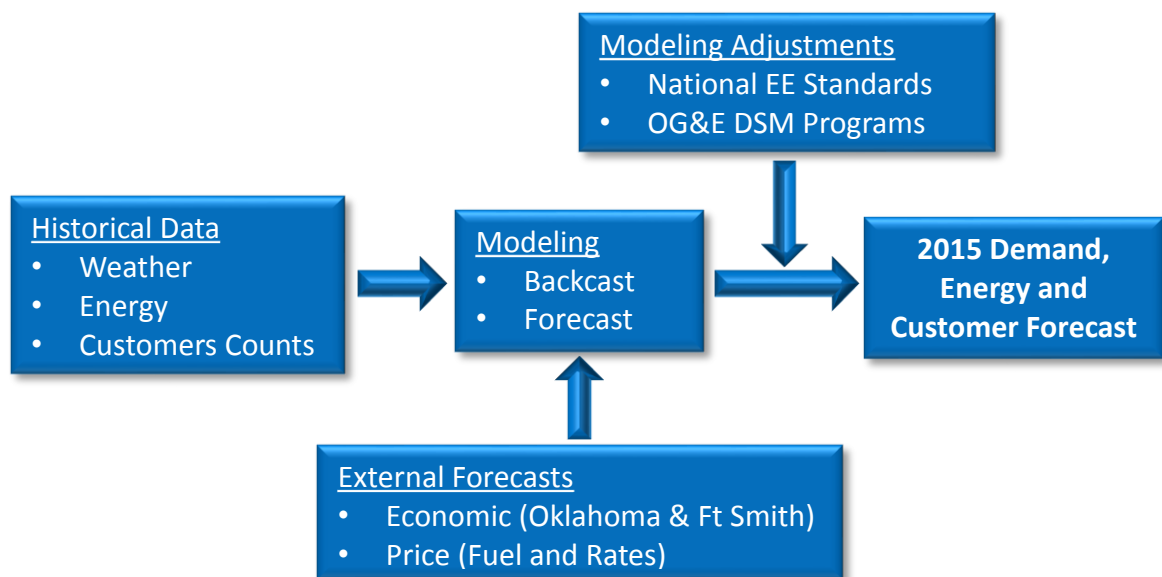 Modeling Adjustments
• National EE Standards
• OG&E DSM Programs
Historical Data
• Weather
• Energy
• Customers Counts
Modeling
• Backcast
• Forecast
2015 Demand,
Energy and
Customer Forecast
External Forecasts
• Economic (Oklahoma & Ft Smith)
• Price (Fuel and Rates)